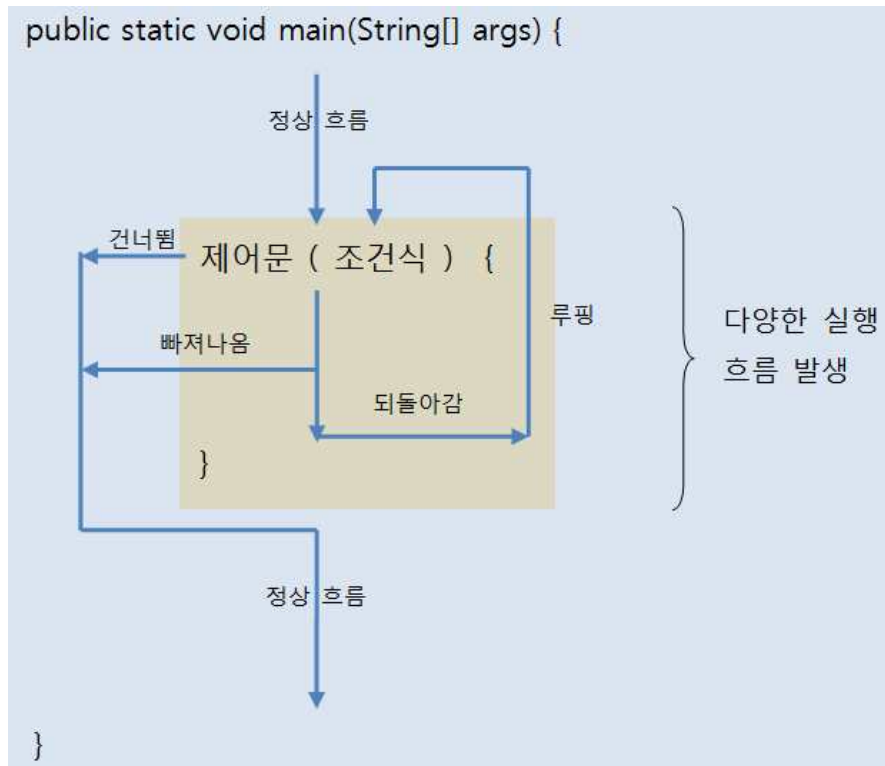 public static void main(String[] args) {
정상 흐름
건너뜀
제어문 ( 조건식 ) {
루핑
다양한 실행
흐름 발생
빠져나옴
되돌아감
}
정상 흐름
}